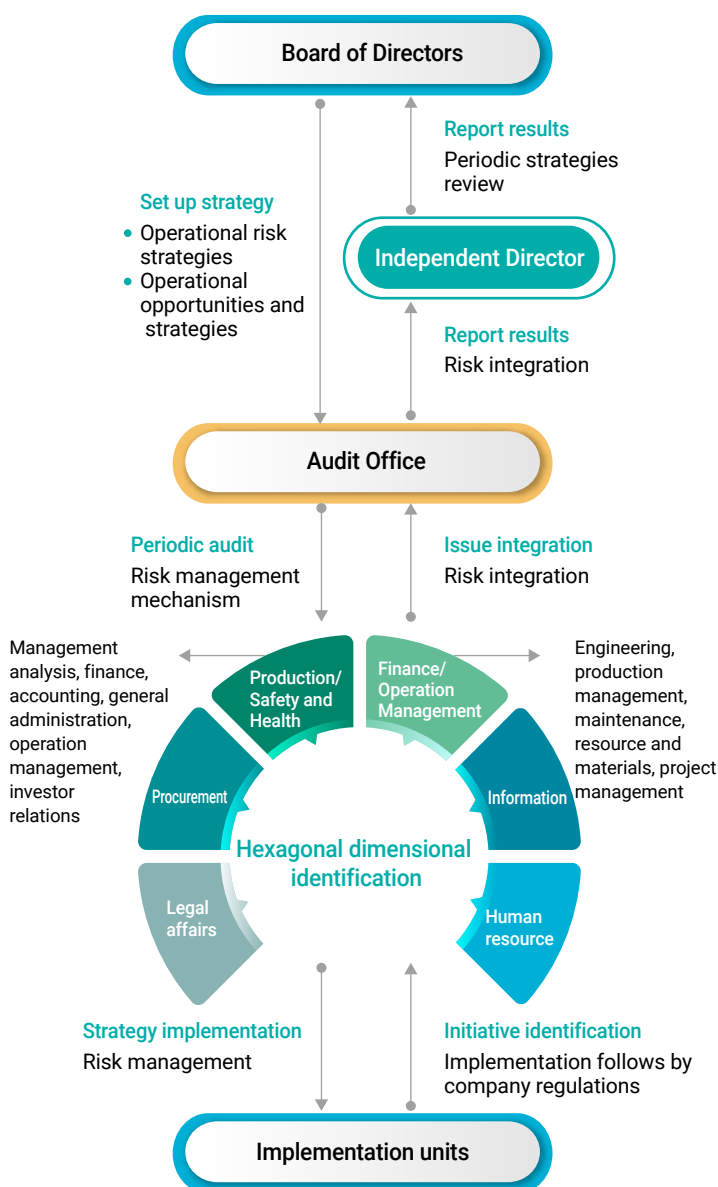 Board of Directors
Report results
Periodic strategies
review
Set up strategy
• Operational risk
strategies
• Operational
opportunities and
strategies
Independent Director
Report results
Risk integration
Audit Office
Periodic audit
Risk management
mechanism
Issue integration
Risk integration
Management
analysis, finance,
accounting, general
administration,
operation
management,
investor
relations
Production/
Safety and
Health
Finance/
Operation
Management
Engineering,
production
management,
maintenance,
resource and
materials, project
management
Procurement
Information
Hexagonal dimensional
identification
Legal
affairs
Human
resource
Strategy implementation
Risk management
Initiative identification
Implementation follows by
company regulations
Implementation units